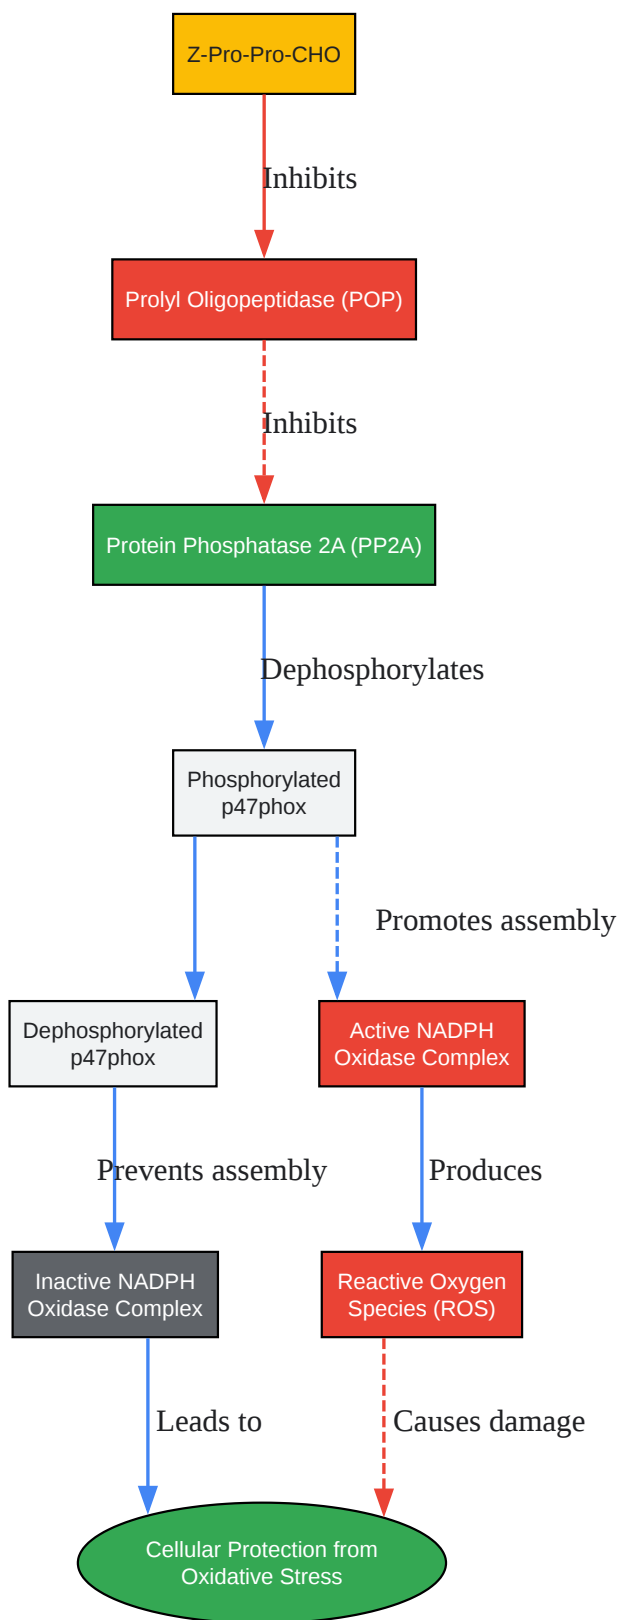 Z-Pro-Pro-CHO
Inhibits
Prolyl Oligopeptidase (POP)
Inhibits
Protein Phosphatase 2A (PP2A)
Dephosphorylates
Phosphorylated
p47phox
Promotes assembly
Dephosphorylated
p47phox
Active NADPH
Oxidase Complex
Prevents assembly
Produces
Inactive NADPH
Oxidase Complex
Reactive Oxygen
Species (ROS)
Leads to
Causes damage
Cellular Protection from
Oxidative Stress